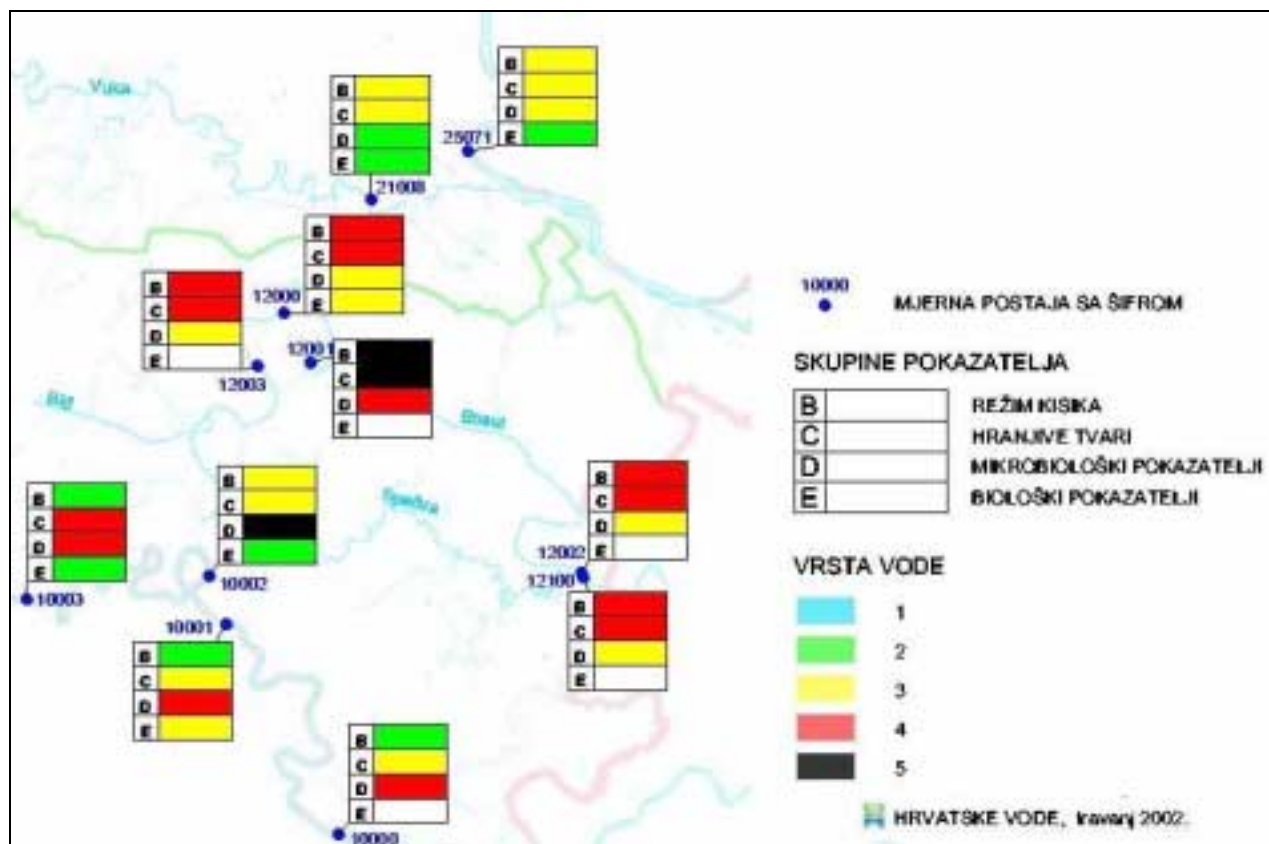 Vuka
B
C
D
E
25071
B
C
D
E
21008
B
C
D
E
12000
B
C
D
E
12003
B
C
D
E
12001
Bid
Bosut
B
C
D
E
10003
B
C
D
E
10002
Spačva
B
C
D
E
12002
12100
B
C
D
E
10001
B
C
D
E
B
C
D
E
10000
10000
MJERNA POSTAJA SA ŠIFROM
SKUPINE POKAZATELJA
B REŽIM KISIKA
C HRANJIVE TVARI
D MIKROBIOLOŠKI POKAZATELJI
E BIOLOŠKI POKAZATELJI
VRSTA VODE
1
2
3
4
5
HRVATSKE VODE, travanj 2002.